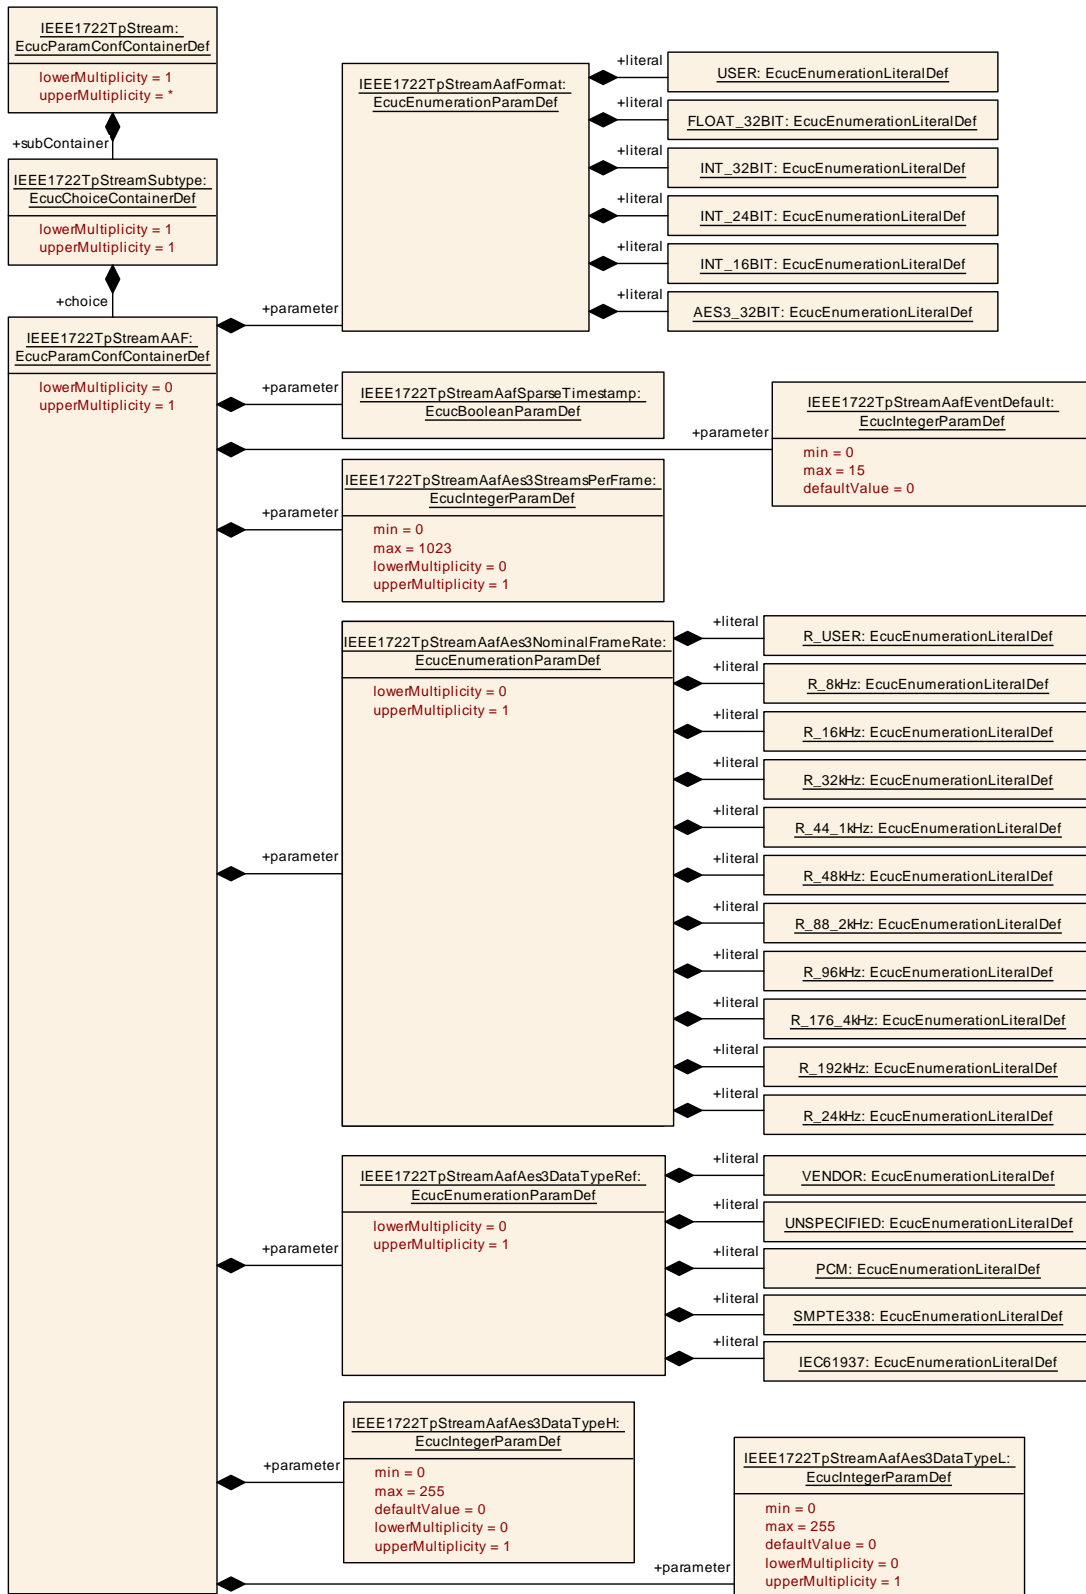 IEEE1722TpStream:
EcucParamConfContainerDef
lowerMultiplicity = 1
upperMultiplicity = *
+subContainer
IEEE1722TpStreamSubtype:
EcucChoiceContainerDef
lowerMultiplicity = 1
upperMultiplicity = 1
+choice
IEEE1722TpStreamAAF:
EcucParamConfContainerDef
lowerMultiplicity = 0
upperMultiplicity = 1
+parameter
IEEE1722TpStreamAafFormat:
EcucEnumerationParamDef
+literal
USER: EcucEnumerationLiteralDef
+literal
FLOAT_32BIT: EcucEnumerationLiteralDef
+literal
INT_32BIT: EcucEnumerationLiteralDef
+literal
INT_24BIT: EcucEnumerationLiteralDef
+literal
INT_16BIT: EcucEnumerationLiteralDef
+literal
AES3_32BIT: EcucEnumerationLiteralDef
+parameter
IEEE1722TpStreamAafSparseTimestamp:
EcucBooleanParamDef
+parameter
IEEE1722TpStreamAafEventDefault:
EcucIntegerParamDef
min = 0
max = 15
defaultValue = 0
+parameter
IEEE1722TpStreamAafAes3StreamsPerFrame:
EcucIntegerParamDef
min = 0
max = 1023
lowerMultiplicity = 0
upperMultiplicity = 1
+parameter
IEEE1722TpStreamAafAes3NominalFrameRate:
EcucEnumerationParamDef
lowerMultiplicity = 0
upperMultiplicity = 1
+literal
R_USER: EcucEnumerationLiteralDef
+literal
R_8kHz: EcucEnumerationLiteralDef
+literal
R_16kHz: EcucEnumerationLiteralDef
+literal
R_32kHz: EcucEnumerationLiteralDef
+literal
R_44_1kHz: EcucEnumerationLiteralDef
+literal
R_48kHz: EcucEnumerationLiteralDef
+literal
R_88_2kHz: EcucEnumerationLiteralDef
+literal
R_96kHz: EcucEnumerationLiteralDef
+literal
R_176_4kHz: EcucEnumerationLiteralDef
+literal
R_192kHz: EcucEnumerationLiteralDef
+literal
R_24kHz: EcucEnumerationLiteralDef
+parameter
IEEE1722TpStreamAafAes3DataTypeRef:
EcucEnumerationParamDef
lowerMultiplicity = 0
upperMultiplicity = 1
+literal
VENDOR: EcucEnumerationLiteralDef
+literal
UNSPECIFIED: EcucEnumerationLiteralDef
+literal
PCM: EcucEnumerationLiteralDef
+literal
SMPTE338: EcucEnumerationLiteralDef
+literal
IEC61937: EcucEnumerationLiteralDef
+parameter
IEEE1722TpStreamAafAes3DataTypeH:
EcucIntegerParamDef
min = 0
max = 255
defaultValue = 0
lowerMultiplicity = 0
upperMultiplicity = 1
+parameter
IEEE1722TpStreamAafAes3DataTypeL:
EcucIntegerParamDef
min = 0
max = 255
defaultValue = 0
lowerMultiplicity = 0
upperMultiplicity = 1